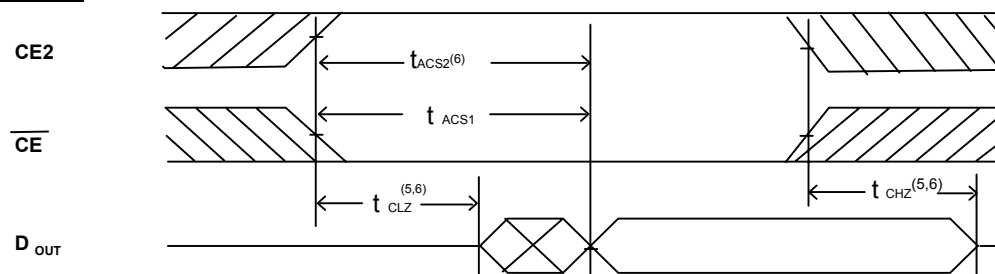 CE2
tACS2(6)
t ACS1
CE
t CLZ (5,6)
t CHZ(5,6)
D OUT